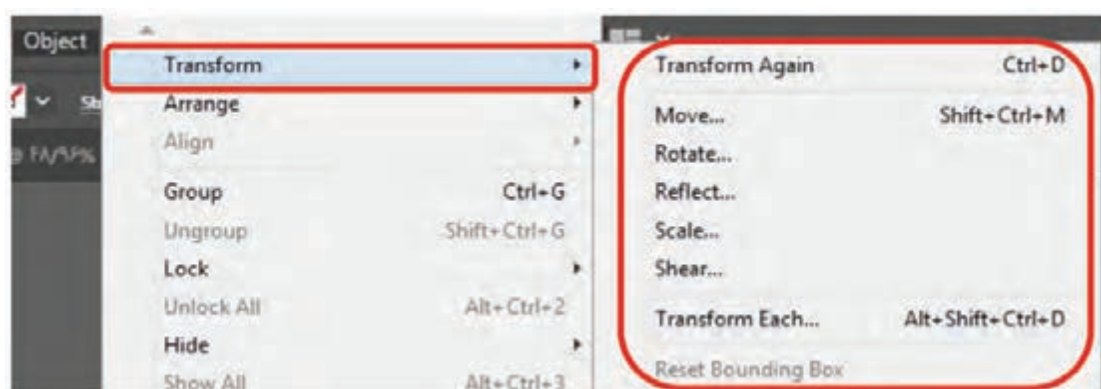 Object
Transform
Arrange
Align
Group Ctrl+G
Ungroup Shift+Ctrl+G
Lock
Unlock All Alt+Ctrl+2
Hide
Show All Alt+Ctrl+3
Transform Again Ctrl+D
Move... Shift+Ctrl+M
Rotate...
Reflect...
Scale...
Shear...
Transform Each... Alt+Shift+Ctrl+D
Reset Bounding Box